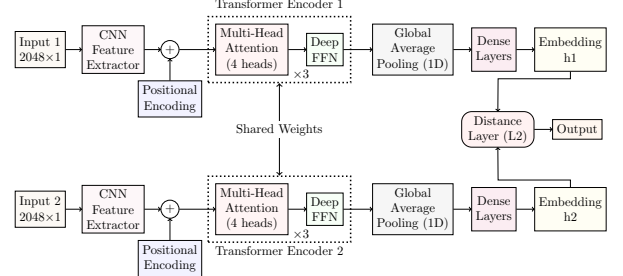 Transformer Encoder 1
Input 1
2048×1
CNN
Feature
Extractor
+
Positional
Encoding
Multi-Head
Attention
(4 heads)
Deep
FFN
×3
Global
Average
Pooling (1D)
Dense
Layers
Embedding
h1
Shared Weights
Distance
Layer (L2)
Output
Input 2
2048×1
CNN
Feature
Extractor
+
Positional
Encoding
Multi-Head
Attention
(4 heads)
Deep
FFN
×3
Transformer Encoder 2
Global
Average
Pooling (1D)
Dense
Layers
Embedding
h2